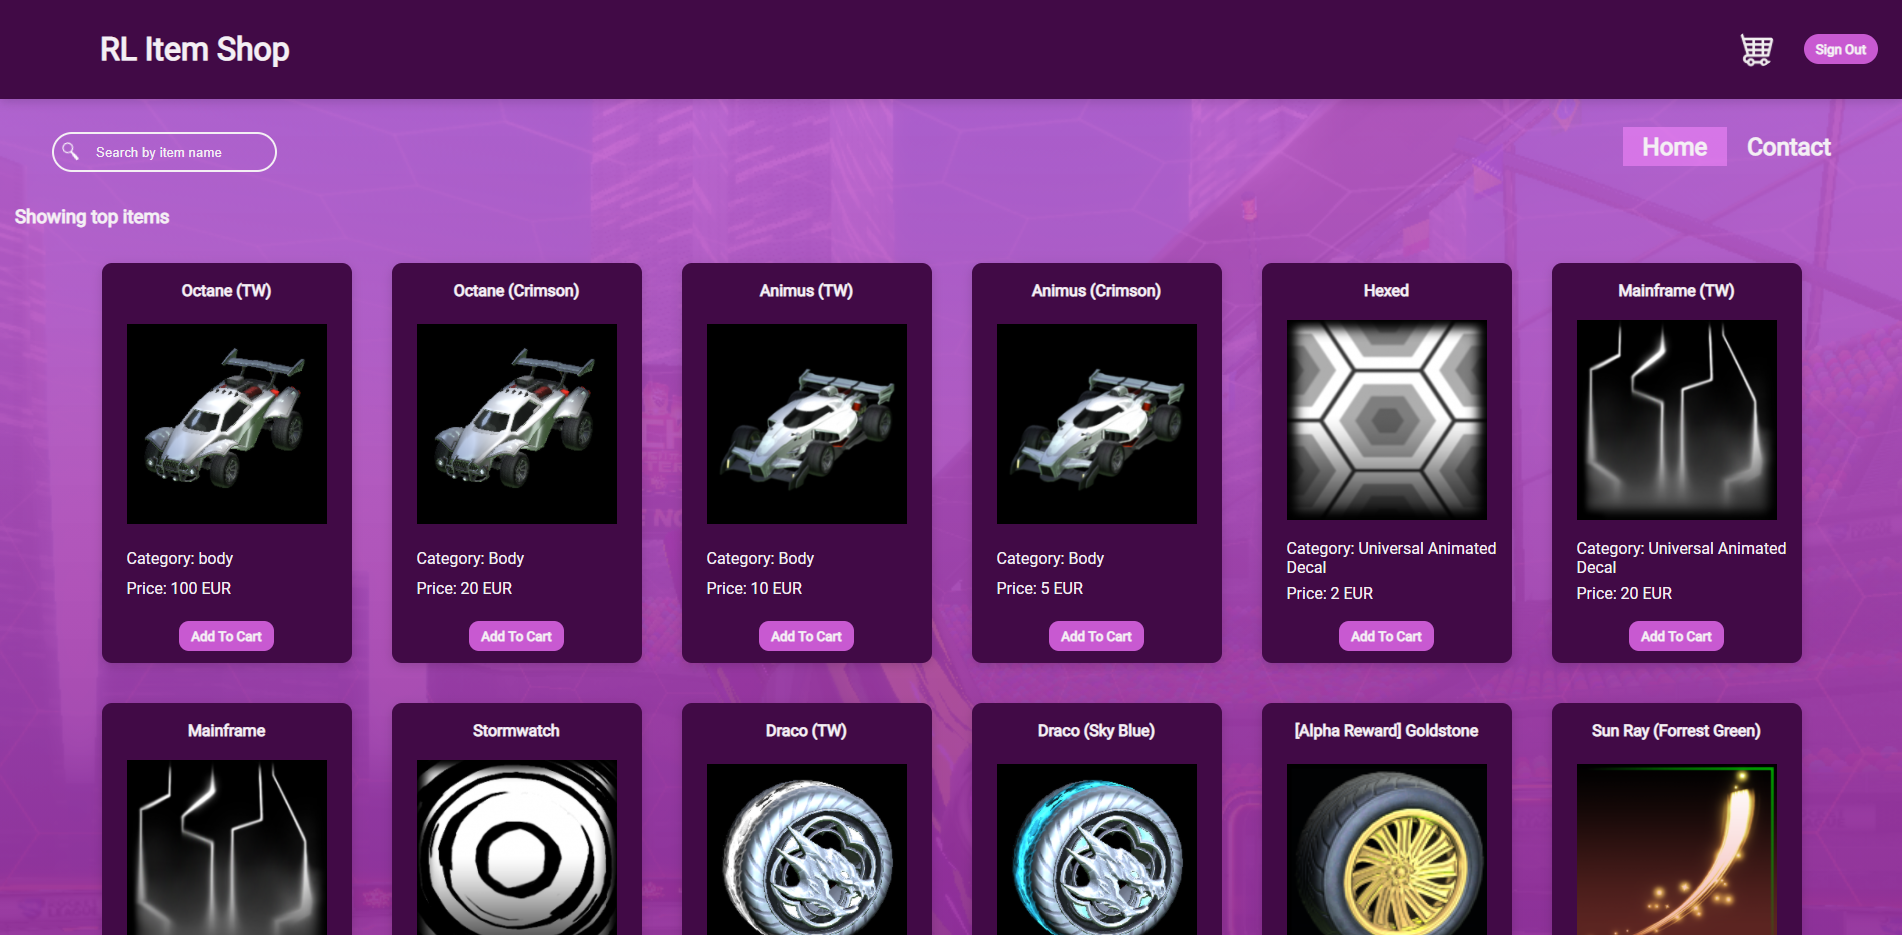 RL Item Shop
Sign Out
Search by item name
Home
Contact
Showing top items
Octane (TW)
Category: body
Price: 100 EUR
Add To Cart
Octane (Crimson)
Category: Body
Price: 20 EUR
Add To Cart
Animus (TW)
Category: Body
Price: 10 EUR
Add To Cart
Animus (Crimson)
Category: Body
Price: 5 EUR
Add To Cart
Hexed
Category: Universal Animated
Decal
Price: 2 EUR
Add To Cart
Mainframe (TW)
Category: Universal Animated
Decal
Price: 20 EUR
Add To Cart
Mainframe
Stormwatch
Draco (TW)
Draco (Sky Blue)
[Alpha Reward] Goldstone
Sun Ray (Forrest Green)